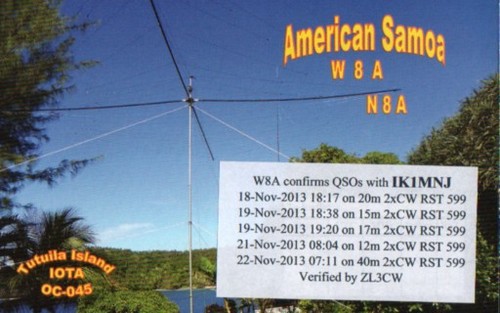 American Samoa
W8A
N8A
W8A confirms QSOs with IK1MNJ
18-Nov-2013 18:17 on 20m 2xCW RST 599
19-Nov-2013 18:38 on 15m 2xCW RST 599
19-Nov-2013 19:20 on 17m 2xCW RST 599
21-Nov-2013 08:04 on 12m 2xCW RST 599
22-Nov-2013 07:11 on 40m 2xCW RST 599
Verified by ZL3CW
Tutuila Island
IOTA
OC-045